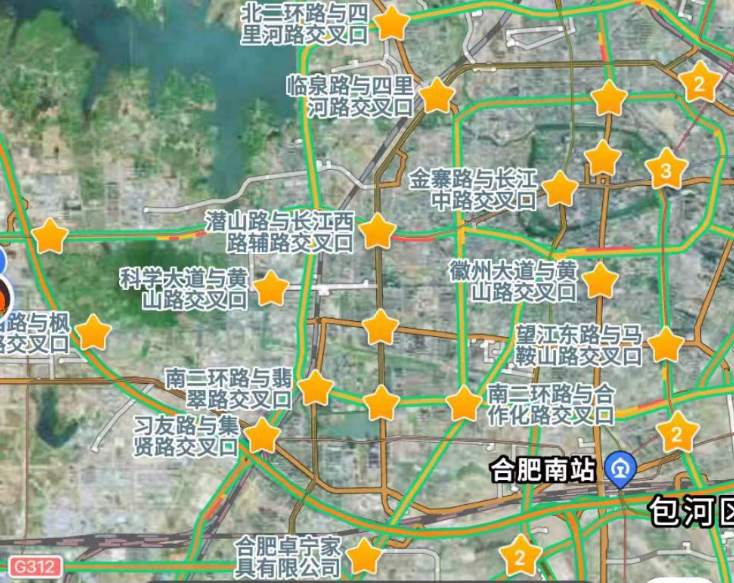 北二环路与四
里河路交叉口
临泉路与四里
河路交叉口
2
金寨路与长江
中路交叉口
3
潜山路与长江西
路辅路交叉口
科学大道与黄
山路交叉口
徽州大道与黄
山路交叉口
路与枫
交叉口
望江东路与马
鞍山路交叉口
南二环路与翡
翠路交叉口
南二环路与合
作化路交叉口
习友路与集
贤路交叉口
2
合肥南站
包河区
合肥卓宁家
具有限公司
2
G312